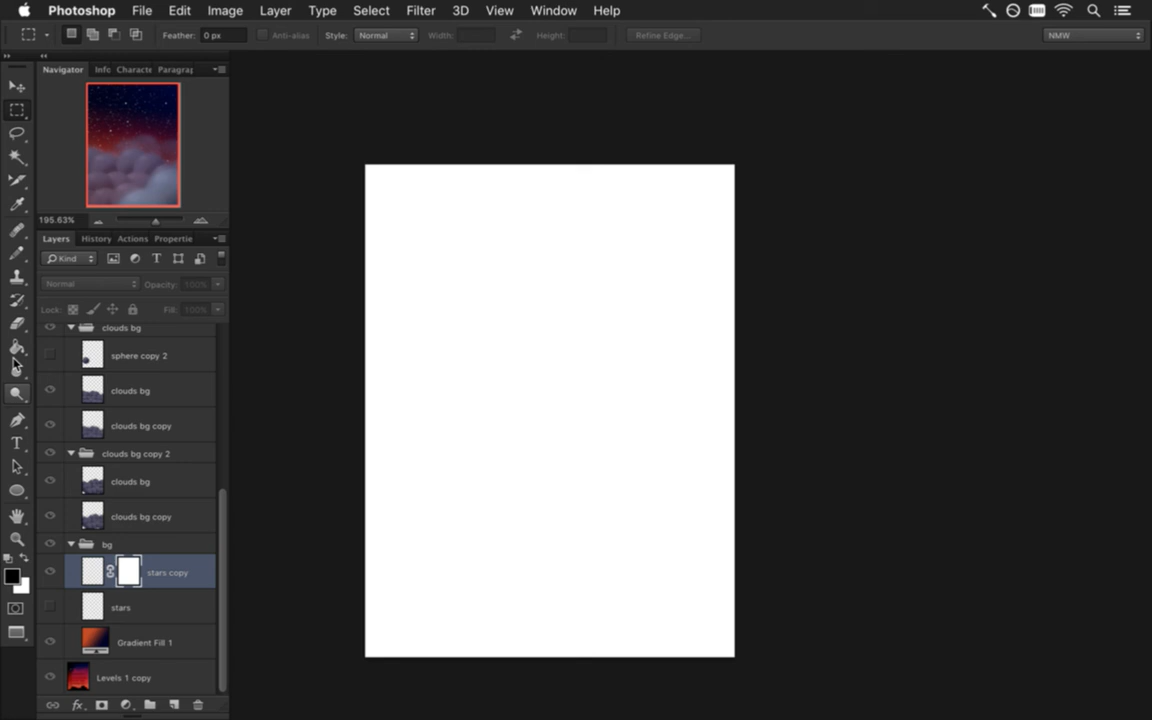 Photoshop File Edit Image Layer Type Select Filter 3D View Window Help
Feather: 0 px Anti-alias Style: Normal Width: Height: Refine Edge... NMW
Navigator Info Characte Paragrap
195.63%
Layers History Actions Propertie
Kind T
Normal Opacity: 100%
Lock: Fill: 100%
clouds bg
sphere copy 2
clouds bg
clouds bg copy
clouds bg copy 2
clouds bg
clouds bg copy
bg
stars copy
stars
Gradient Fill 1
Levels 1 copy
fx
T